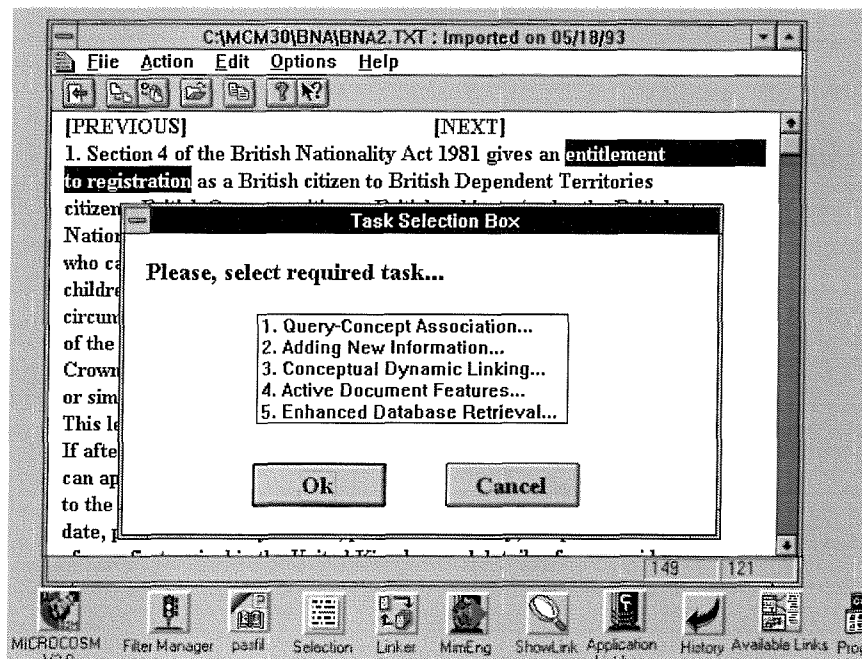 C:\MCM30\BNA\BNA2.TXT : Imported on 05/18/93
File Action Edit Options Help
[PREVIOUS] [NEXT]
1. Section 4 of the British Nationality Act 1981 gives an entitlement
to registration as a British citizen to British Dependent Territories
citizen
Nation
who ca
childre
circum
of the
Crown
or sim
This le
If afte
can ap
to the
date, p
Task Selection Box
Please, select required task...
1. Query-Concept Association...
2. Adding New Information...
3. Conceptual Dynamic Linking...
4. Active Document Features...
5. Enhanced Database Retrieval...
Ok Cancel
149 121
MICROCOSM Filter Manager pasfil Selection Linker MimEng ShowLink Application History Available Links